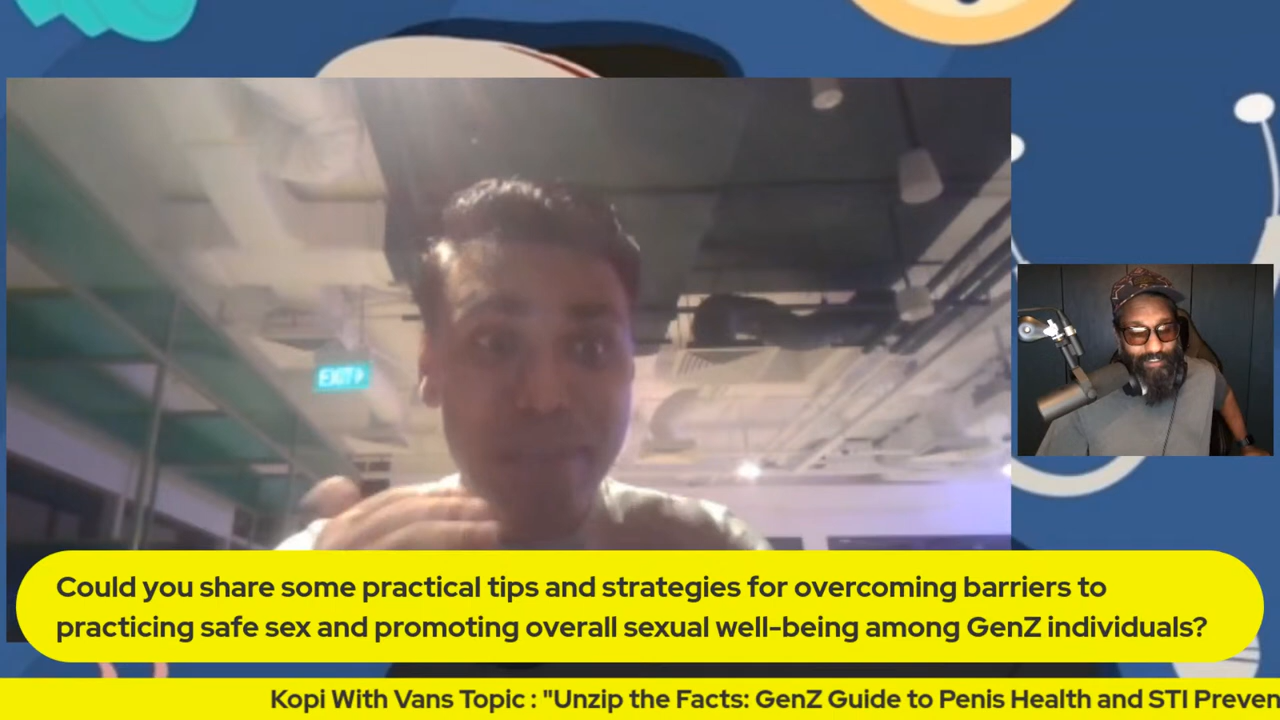 EXIT
Could you share some practical tips and strategies for overcoming barriers to
practicing safe sex and promoting overall sexual well-being among GenZ individuals?
Kopi With Vans Topic : "Unzip the Facts: GenZ Guide to Penis Health and STI Preven